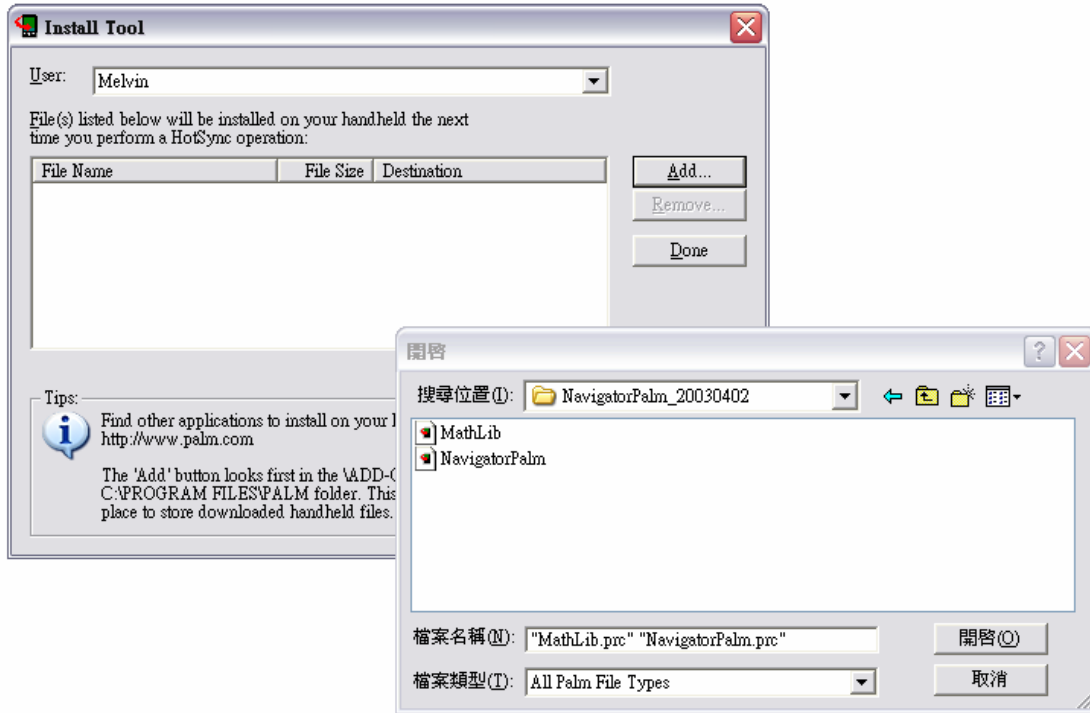 Install Tool
User: Melvin
File(s) listed below will be installed on your handheld the next
time you perform a HotSync operation:
File Name File Size Destination
Add...
Remove...
Done
Tips:
Find other applications to install on your
http://www.palm.com
The 'Add' button looks first in the
C:\PROGRAM FILES\PALM folder. This
place to store downloaded handheld files.
開啓
搜尋位置(I): NavigatorPalm_20030402
MathLib
NavigatorPalm
檔案名稱(N): "MathLib.prc" "NavigatorPalm.prc"
開啓(O)
檔案類型(T): All Palm File Types
取消